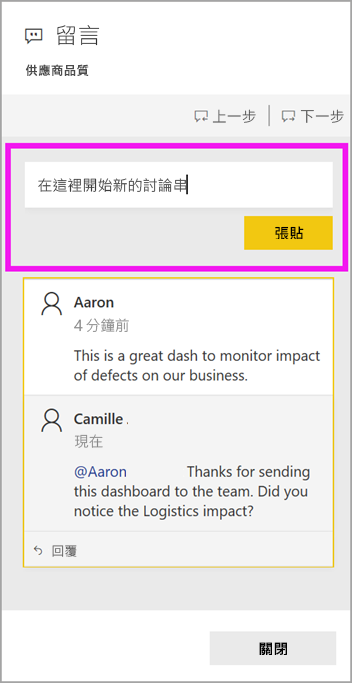 留言
供應商品質
上一步 下一步
在這裡開始新的討論串
張貼
Aaron
4 分鐘前
This is a great dash to monitor impact
of defects on our business.
Camille .
現在
@Aaron Thanks for sending
this dashboard to the team. Did you
notice the Logistics impact?
回覆
關閉